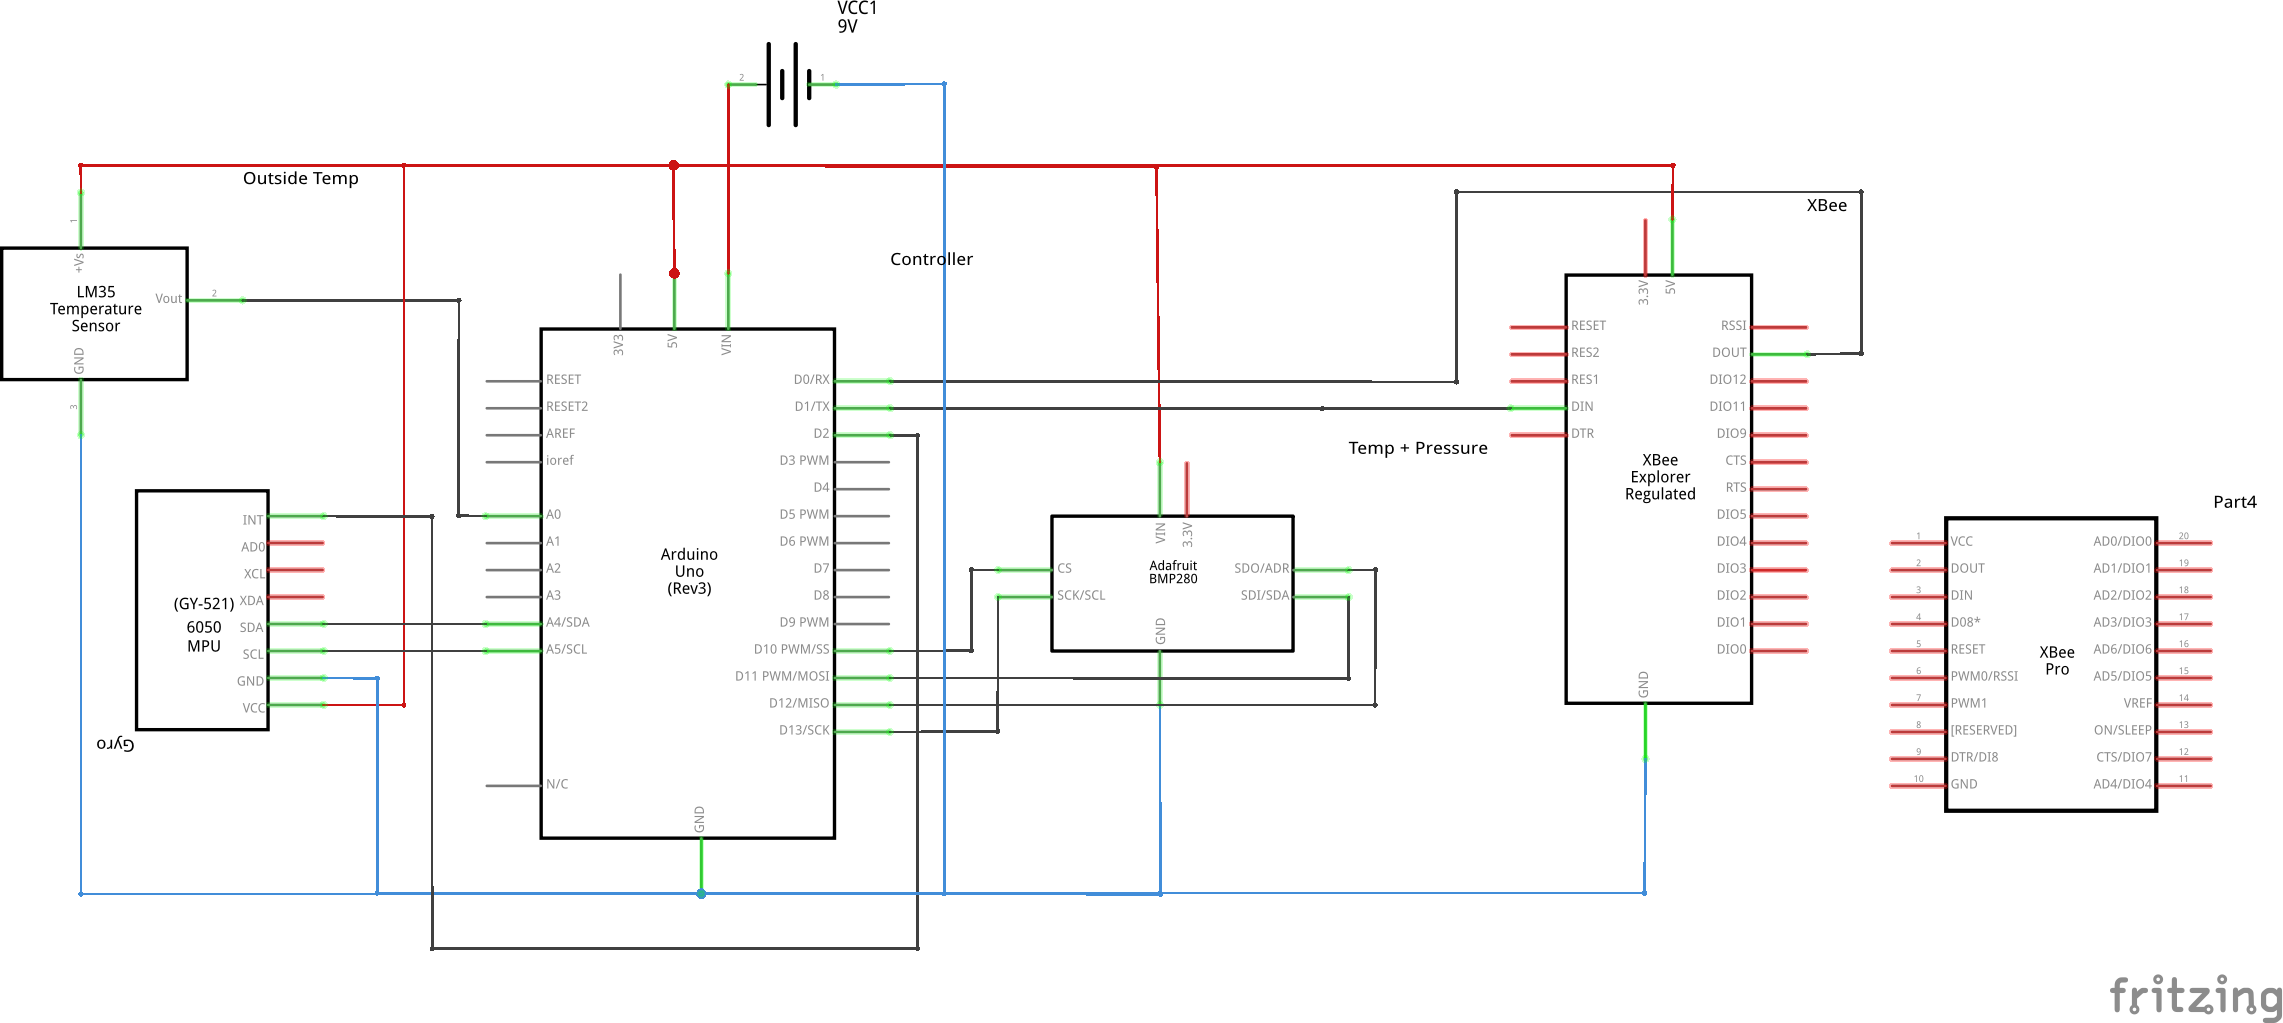 VCC1
9V
2
1
Outside Temp
XBee
1
+Vs
LM35
Temperature
Sensor
Vout
2
GND
3
Controller
3V3
5V
VIN
RESET
RESET2
AREF
ioref
A0
A1
A2
A3
A4/SDA
A5/SCL
N/C
Arduino
Uno
(Rev3)
D0/RX
D1/TX
D2
D3 PWM
D4
D5 PWM
D6 PWM
D7
D8
D9 PWM
D10 PWM/SS
D11 PWM/MOSI
D12/MISO
D13/SCK
GND
INT
AD0
XCL
XDA
SDA
SCL
GND
VCC
(GY-521)
6050
MPU
Gyro
Temp + Pressure
VIN
3.3V
CS
SCK/SCL
Adafruit
BMP280
SDO/ADR
SDI/SDA
GND
3.3V
5V
RESET
RES2
RES1
DIN
DTR
XBee
Explorer
Regulated
RSSI
DOUT
DIO12
DIO11
DIO9
CTS
RTS
DIO5
DIO4
DIO3
DIO2
DIO1
DIO0
GND
Part4
1 VCC
2 DOUT
3 DIN
4 D08*
5 RESET
6 PWM0/RSSI
7 PWM1
8 [RESERVED]
9 DTR/DI8
10 GND
XBee
Pro
AD0/DIO0 20
AD1/DIO1 19
AD2/DIO2 18
AD3/DIO3 17
AD6/DIO6 16
AD5/DIO5 15
VREF 14
ON/SLEEP 13
CTS/DIO7 12
AD4/DIO4 11
fritzing